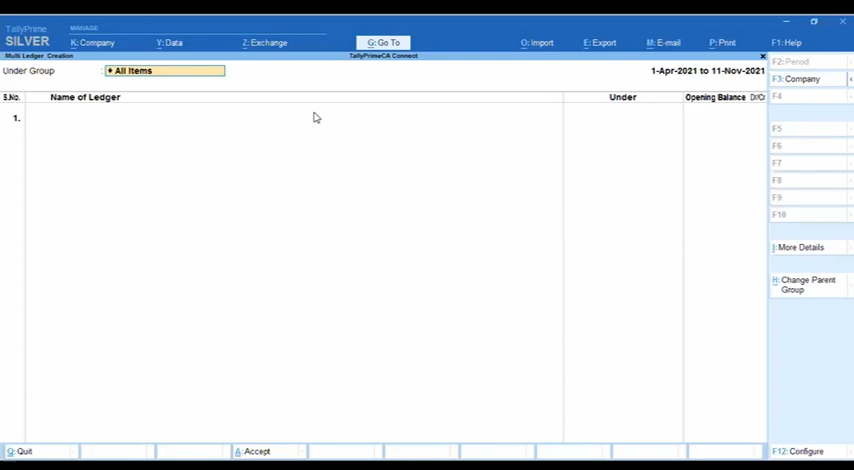 TallyPrime
SILVER
MANAGE
K: Company
Y: Data
Z: Exchange
G: Go To
O: Import
E: Export
M: E-mail
P: Print
F1: Help
Multi Ledger Creation
TallyPrimeCA Connect
Under Group : ♦ All Items
1-Apr-2021 to 11-Nov-2021
S.No. Name of Ledger Under Opening Balance Dr/Cr
1.
F2: Period
F3: Company
F4
F5
F6
F7
F8
F9
F10
I: More Details
H: Change Parent
Group
Q: Quit
A: Accept
F12: Configure